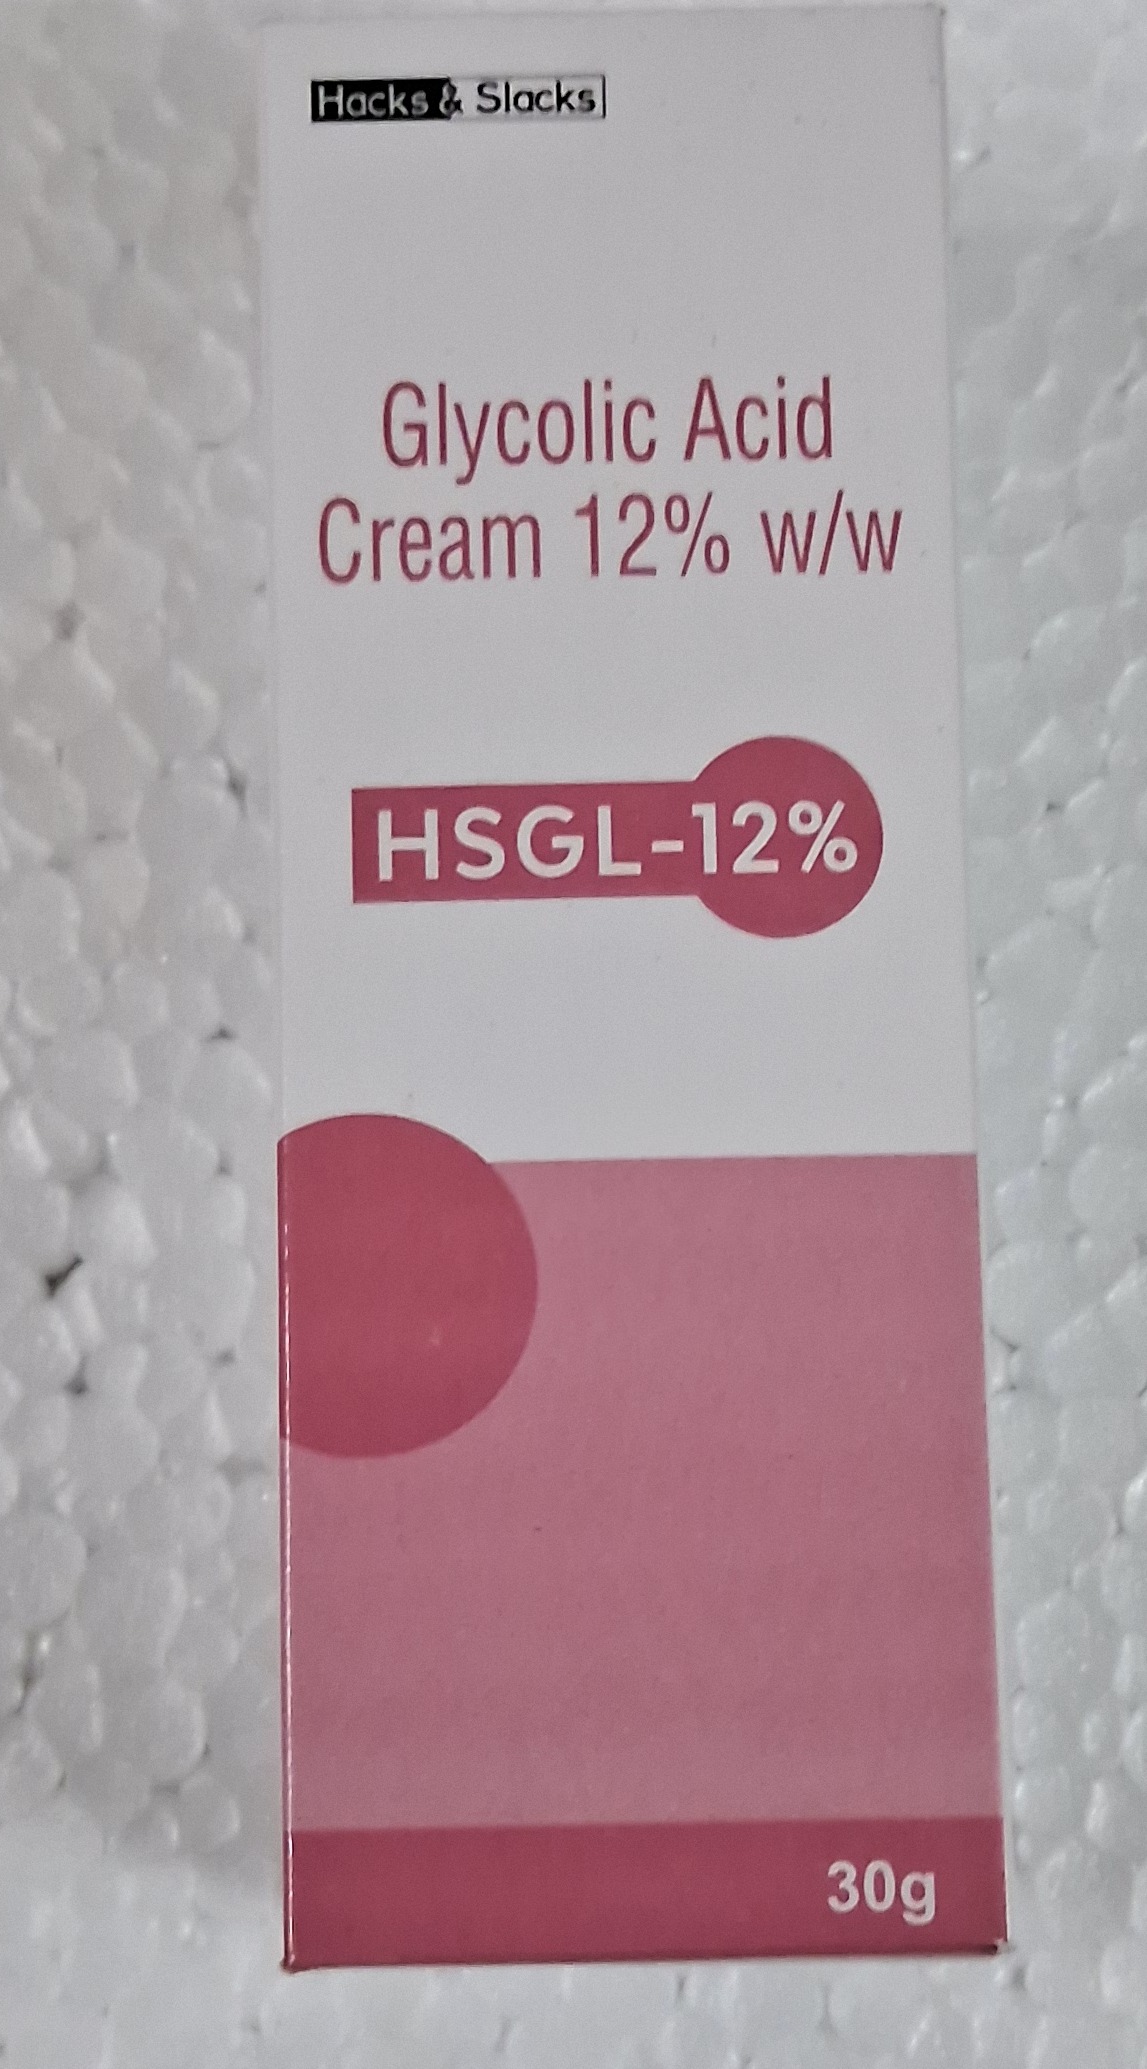 Hacks & Slacks
Glycolic Acid
Cream 12% w/w
HSGL-12%
30g